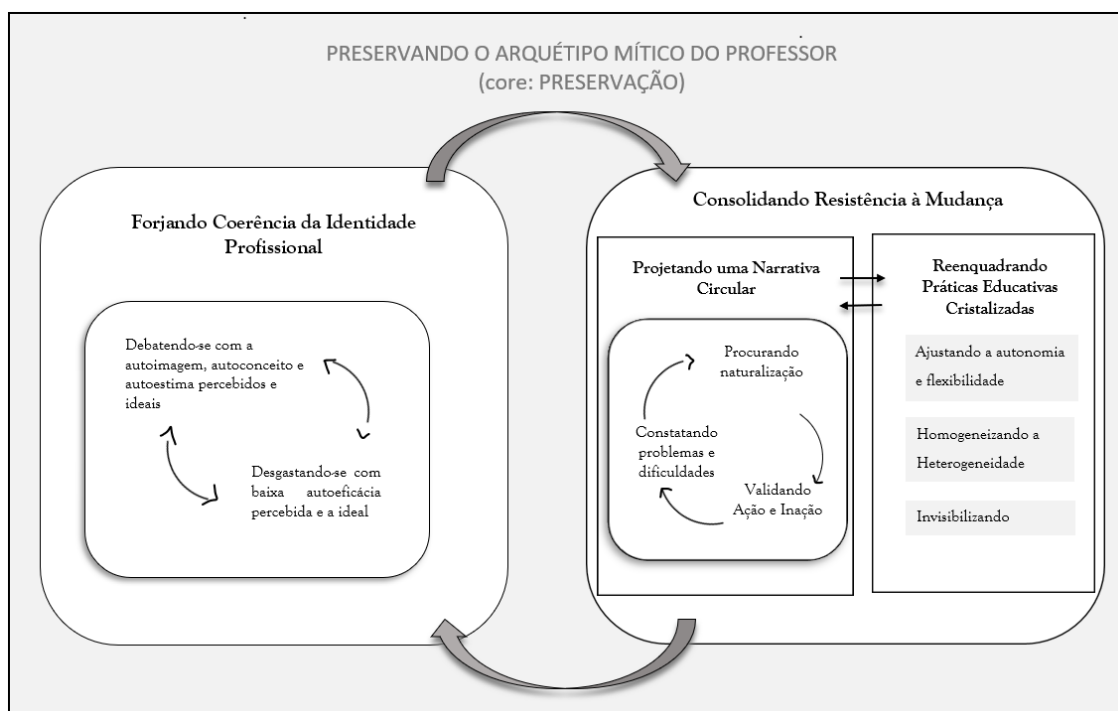 PRESERVANDO O ARQUÉTIPO MÍTICO DO PROFESSOR
(core: PRESERVAÇÃO)
Forjando Coerência da Identidade
Profissional
Debatendo-se com a
autoimagem, autoconceito e
autoestima percebidos e
ideais
Desgastando-se com
baixa autoeficácia
percebida e a ideal
Consolidando Resistência à Mudança
Projetando uma Narrativa
Circular
Procurando
naturalização
Constatando
problemas e
dificuldades
Validando
Ação e Inação
Reenquadrando
Práticas Educativas
Cristalizadas
Ajustando a autonomia
e flexibilidade
Homogeneizando a
Heterogeneidade
Invisibilizando